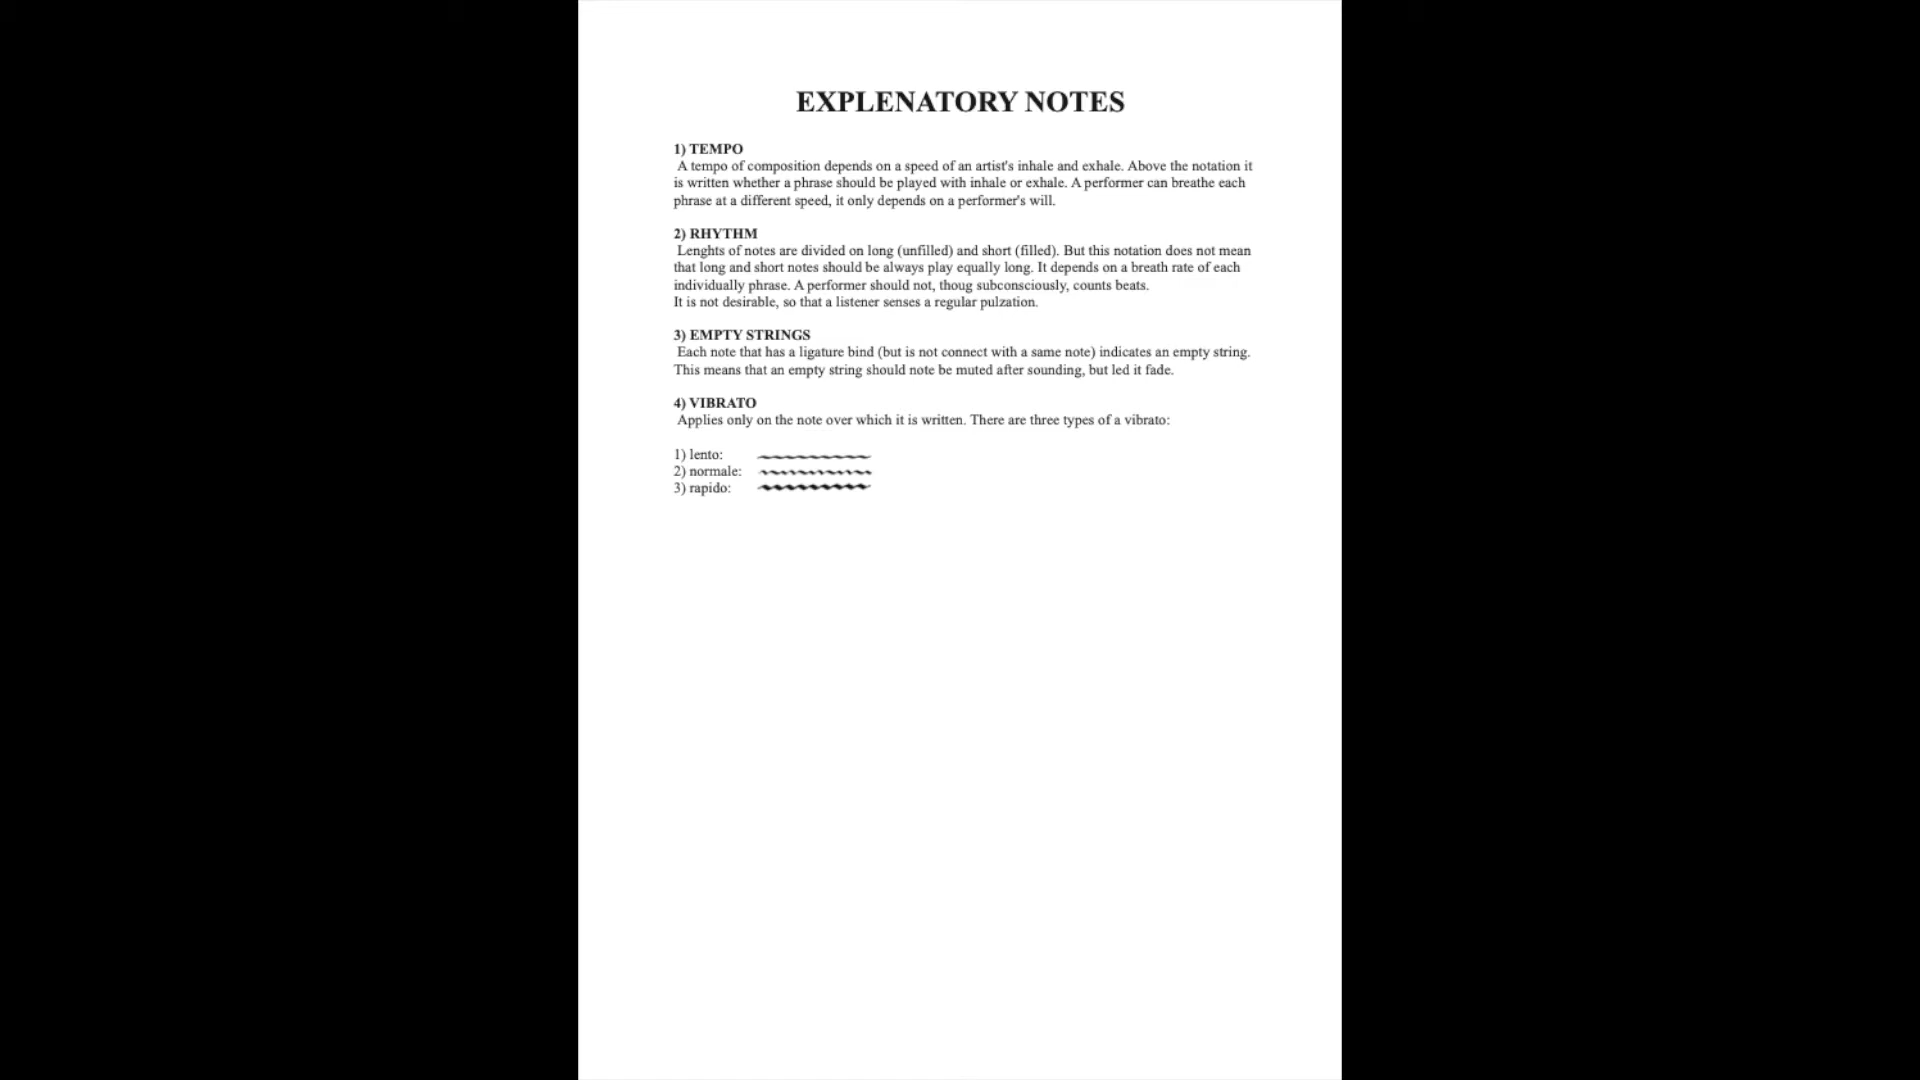 EXPLENATORY NOTES
1) TEMPO
A tempo of composition depends on a speed of an artist's inhale and exhale. Above the notation it
is written whether a phrase should be played with inhale or exhale. A performer can breathe each
phrase at a different speed, it only depends on a performer's will.
2) RHYTHM
Lenghts of notes are divided on long (unfilled) and short (filled). But this notation does not mean
that long and short notes should be always play equally long. It depends on a breath rate of each
individually phrase. A performer should not, thoug subconsciously, counts beats.
It is not desirable, so that a listener senses a regular pulzation.
3) EMPTY STRINGS
Each note that has a ligature bind (but is not connect with a same note) indicates an empty string.
This means that an empty string should note be muted after sounding, but led it fade.
4) VIBRATO
Applies only on the note over which it is written. There are three types of a vibrato:
1) lento:
2) normale:
3) rapido: